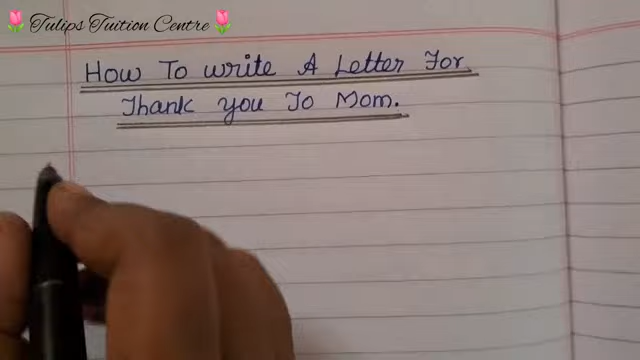 🌷Tulips Tuition Centre🌷
How To write A Letter For
Thank you To Mom.